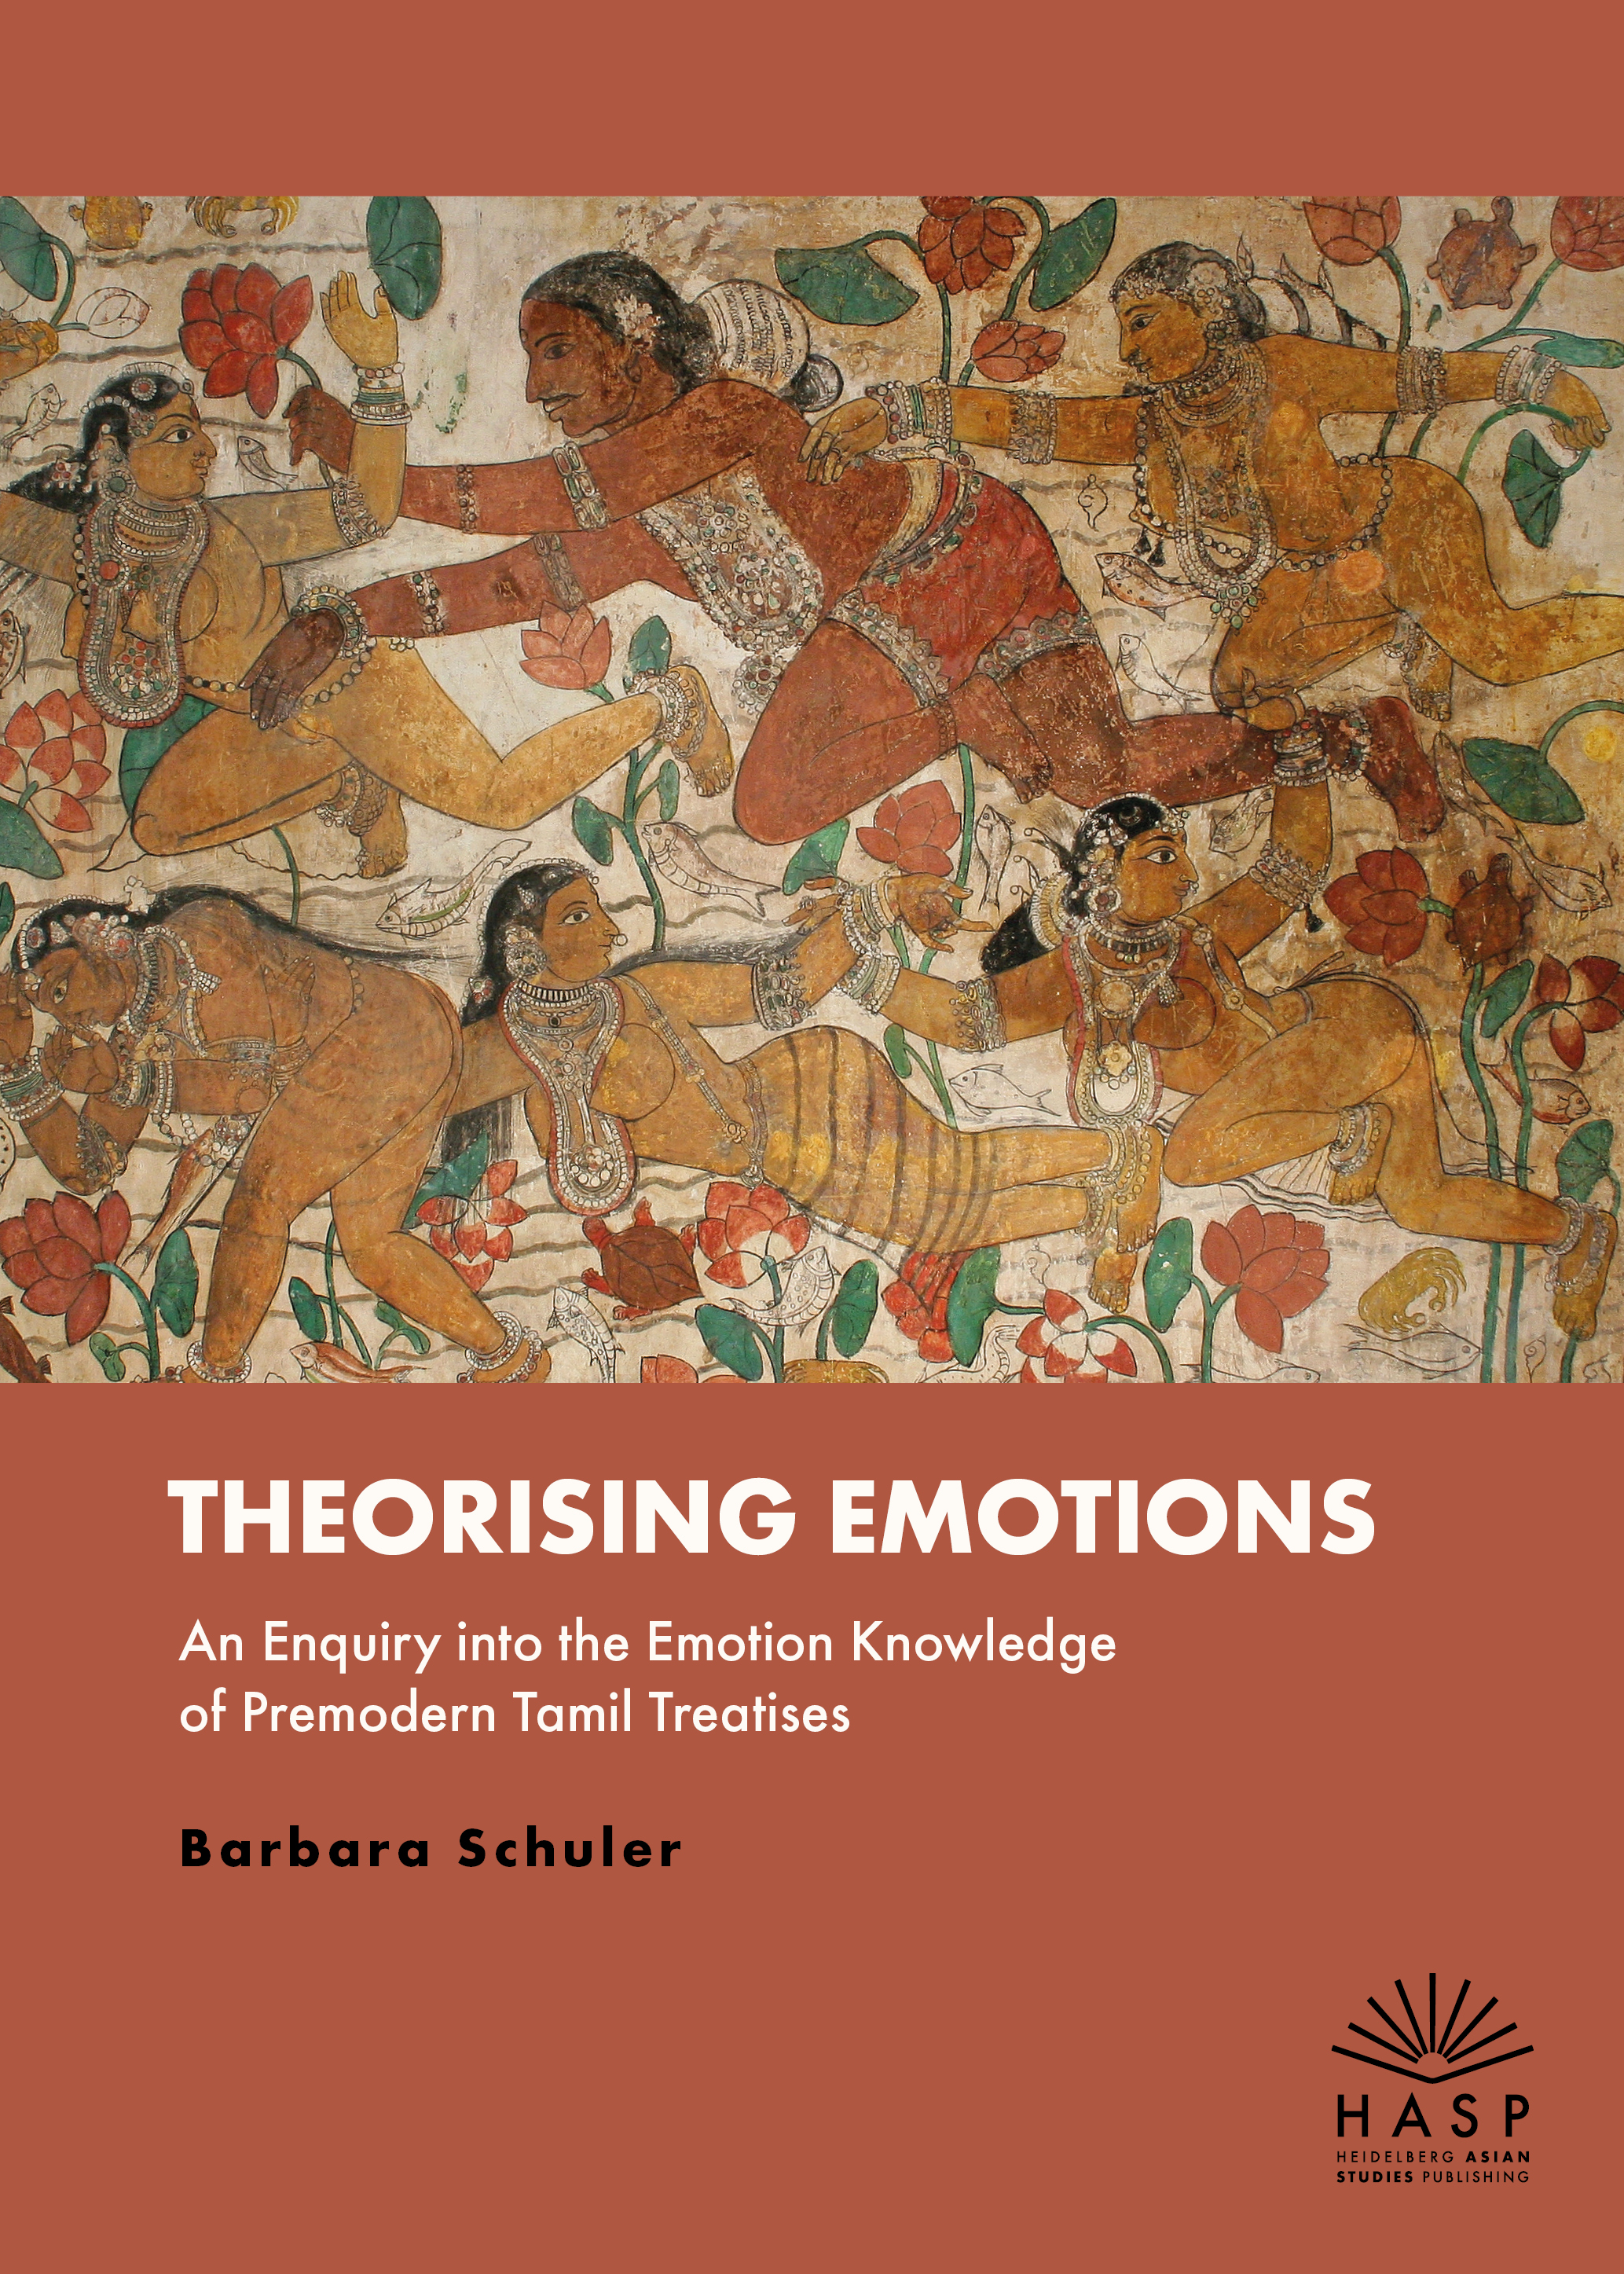 THEORISING EMOTIONS
An Enquiry into the Emotion Knowledge
of Premodern Tamil Treatises
Barbara Schuler
HASP
HEIDELBERG ASIAN
STUDIES PUBLISHING